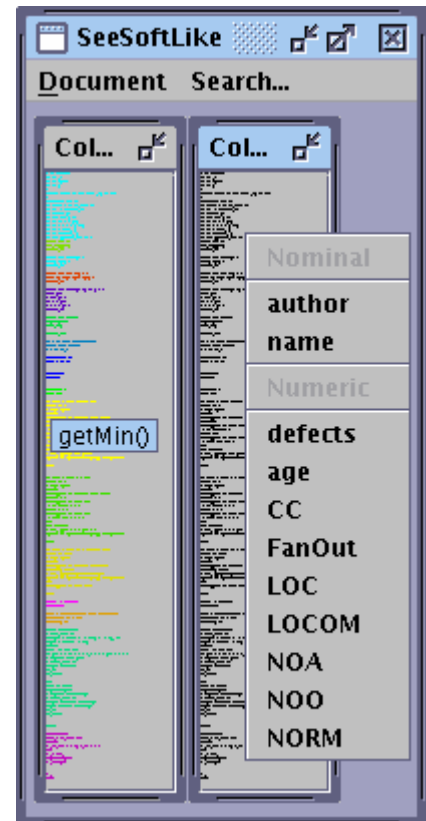 SeeSoftLike
Document Search...
Col... Col...
Nominal
author
name
Numeric
getMin()
defects
age
CC
FanOut
LOC
LOCOM
NOA
NOO
NORM